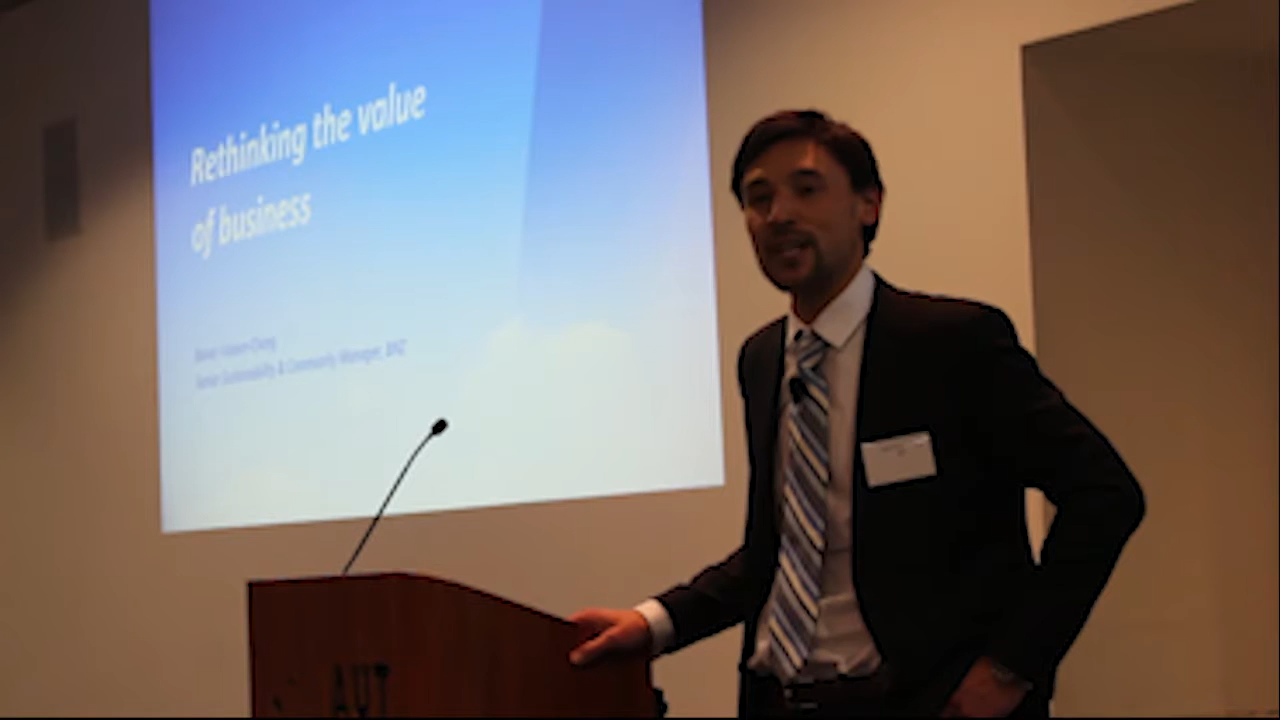 Rethinking the value
of business
Senior Sustainability & Community Manager, BNZ
AUT